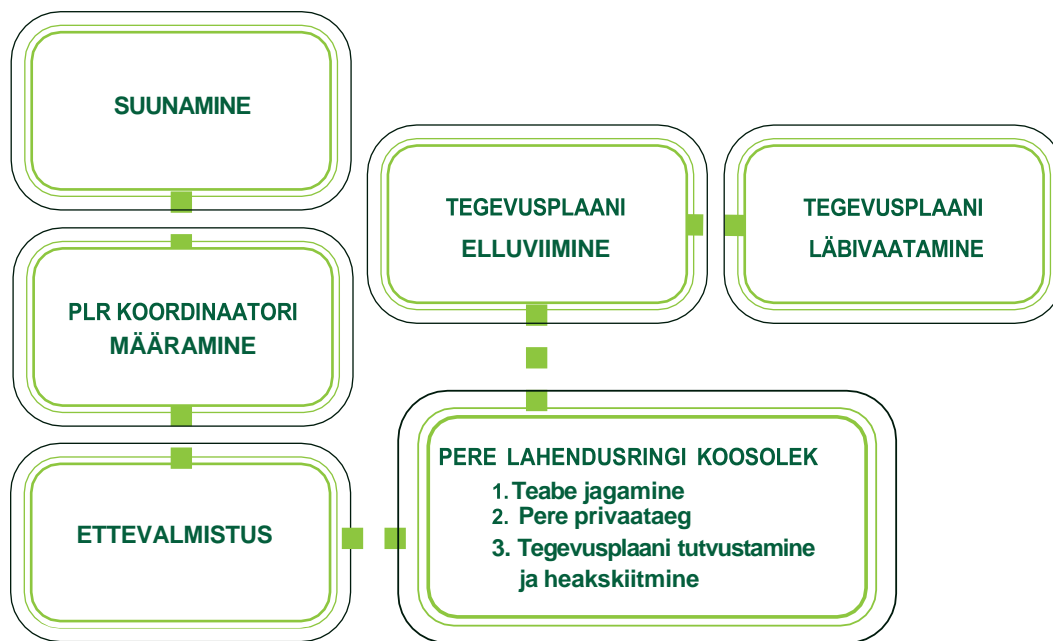 SUUNAMINE
PLR KOORDINAATORI
MÄÄRAMINE
ETTEVALMISTUS
PERE LAHENDUSRINGI KOOSOLEK
1. Teabe jagamine
2. Pere privaataeg
3. Tegevusplaani tutvustamine
ja heakskiitmine
TEGEVUSPLAANI
ELLUVIIMINE
TEGEVUSPLAANI
LÄBIVAATAMINE